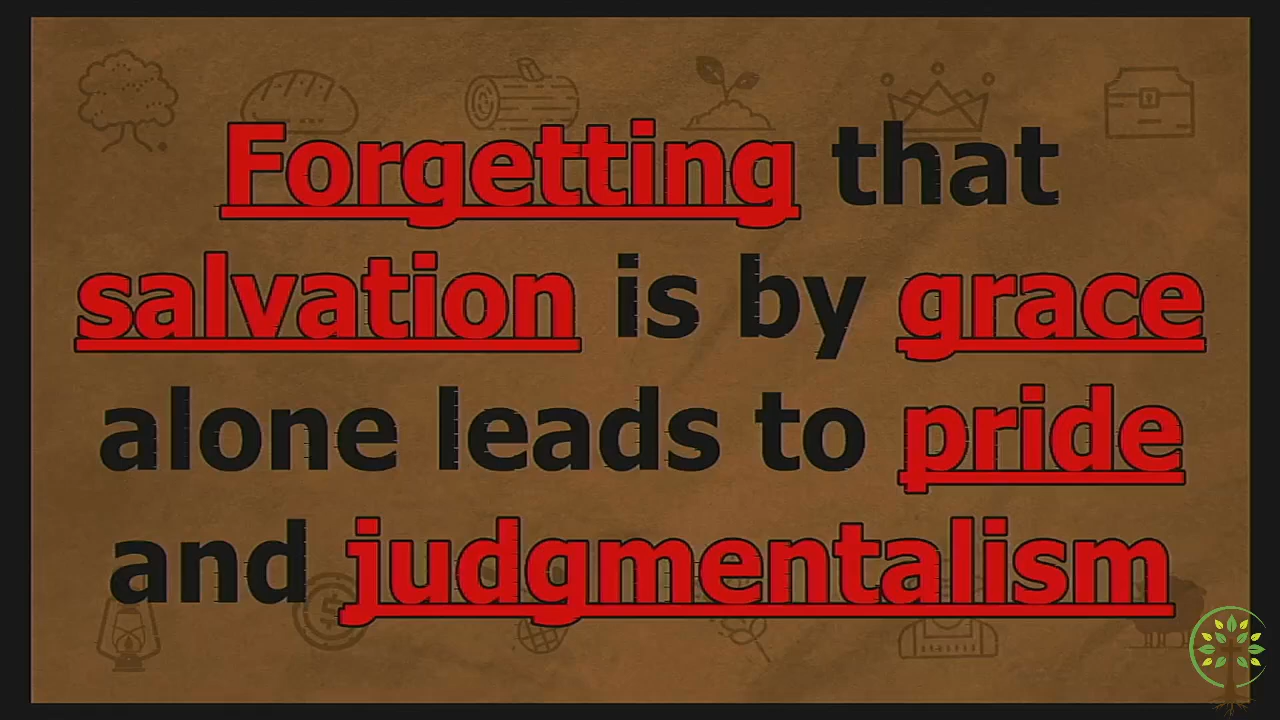 Forgetting that
salvation is by grace
alone leads to pride
and judgmentalism